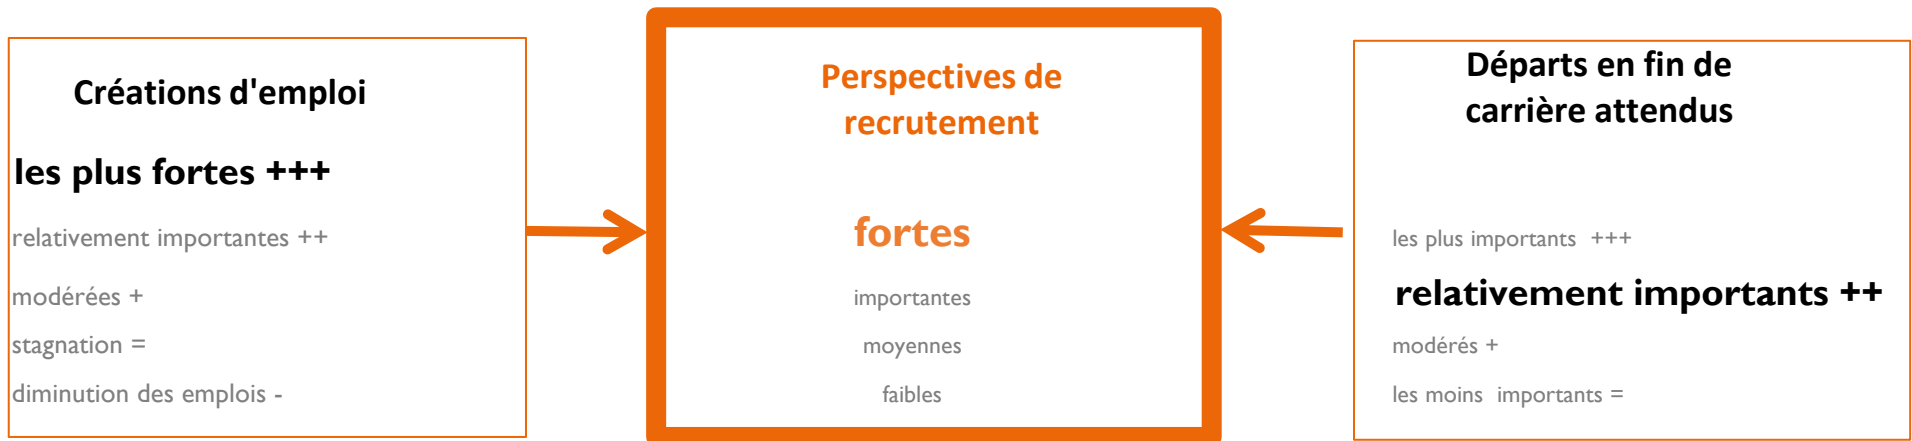 Créations d'emploi
les plus fortes +++
relativement importantes ++
modérées +
stagnation =
diminution des emplois -
Perspectives de
recrutement
fortes
importantes
moyennes
faibles
Départs en fin de
carrière attendus
les plus importants +++
relativement importants ++
modérés +
les moins importants =